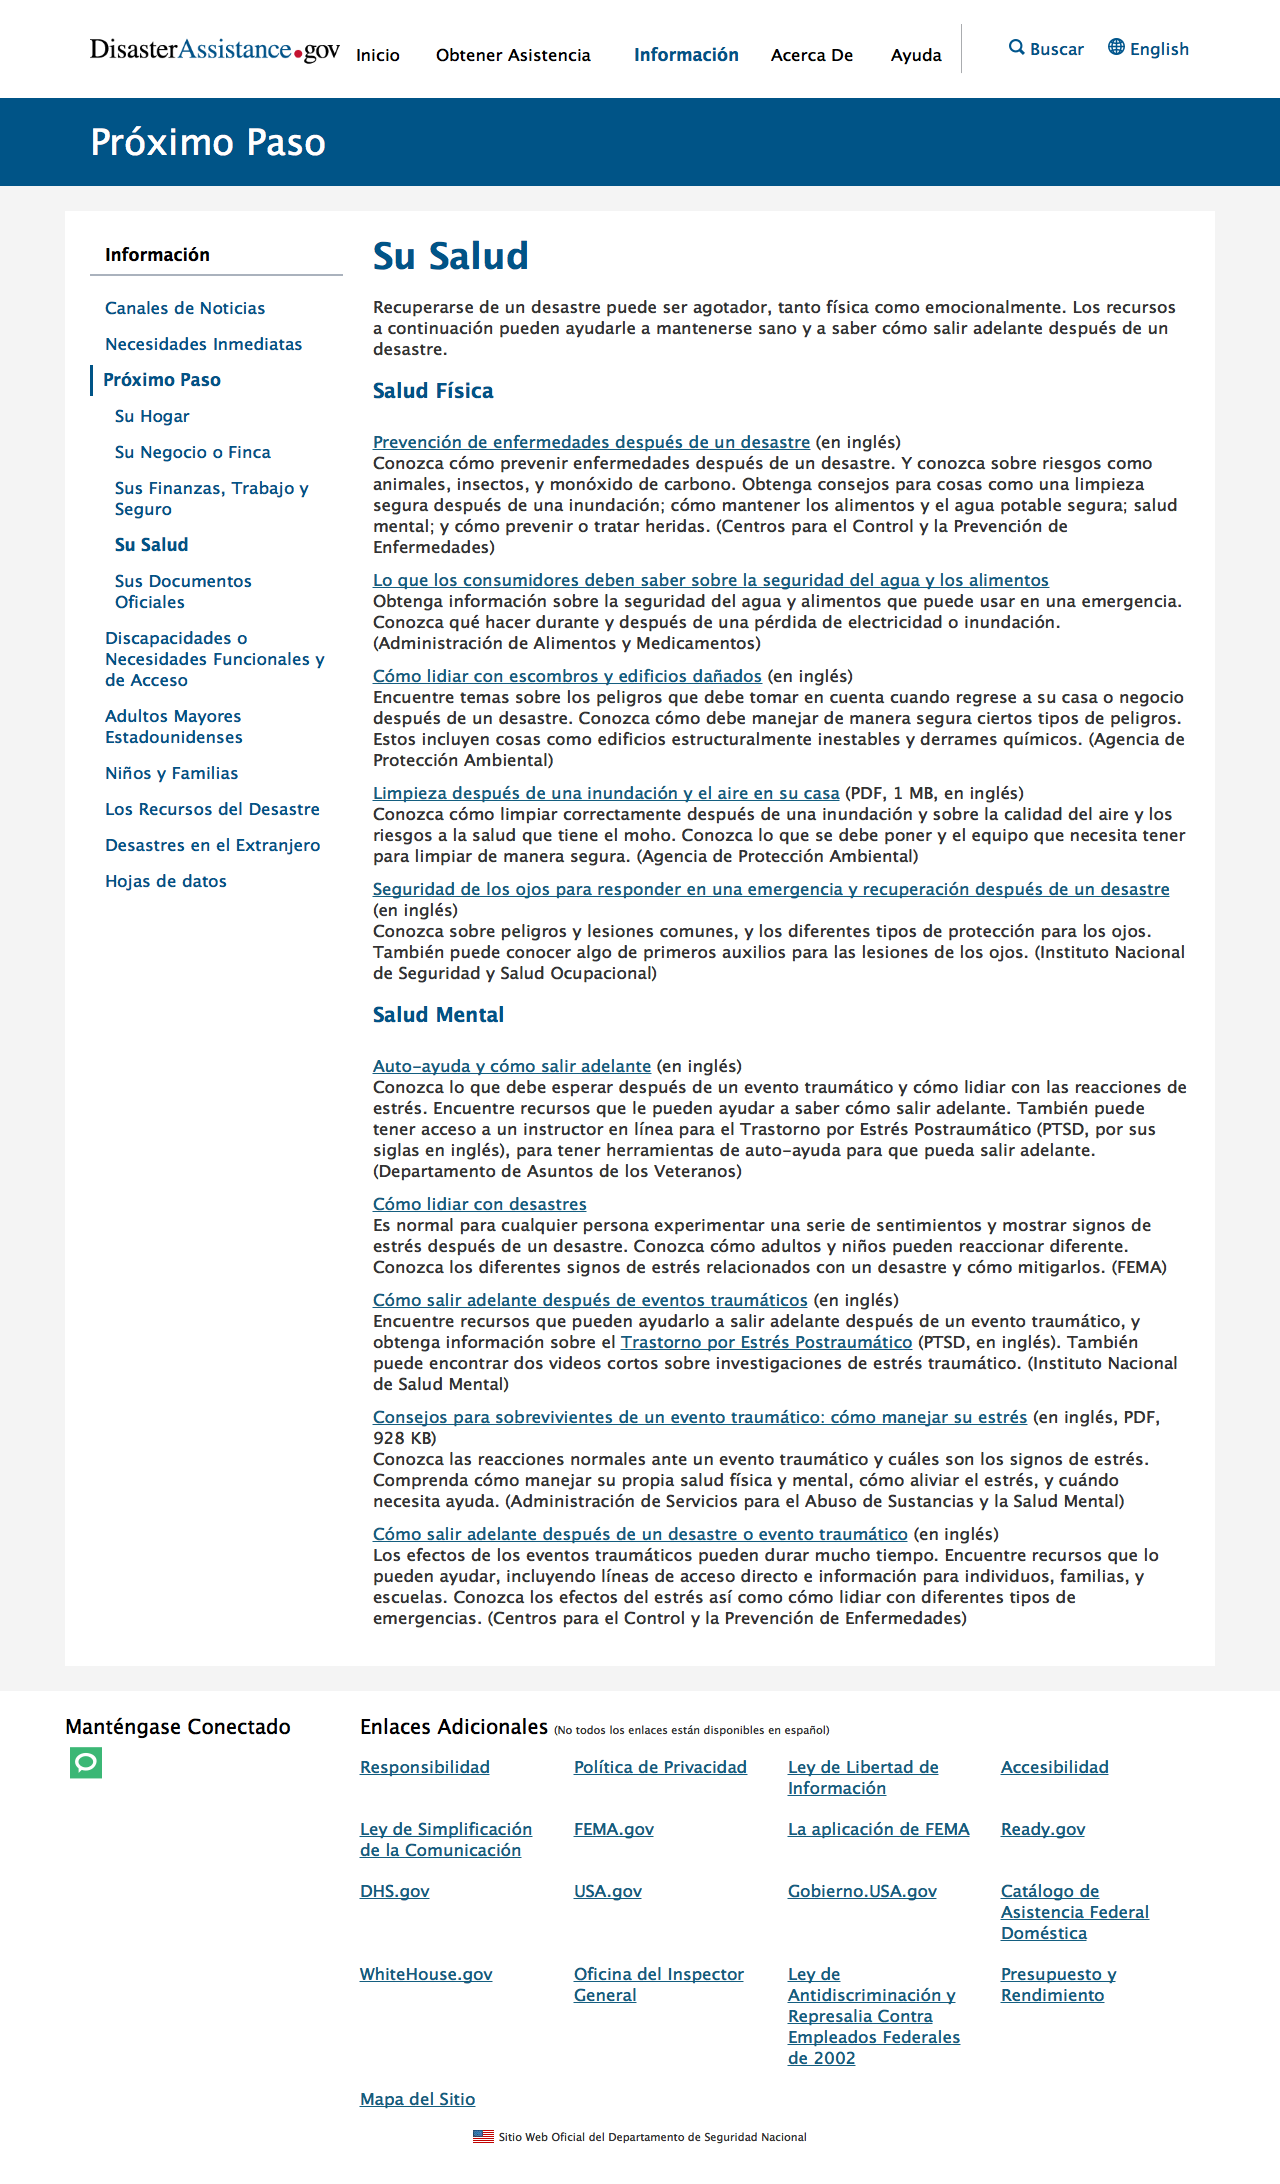 DisasterAssistance.gov
Inicio
Obtener Asistencia
Información
Acerca De
Ayuda
Buscar
English
Próximo Paso
Información
Canales de Noticias
Necesidades Inmediatas
Próximo Paso
Su Hogar
Su Negocio o Finca
Sus Finanzas, Trabajo y
Seguro
Su Salud
Sus Documentos
Oficiales
Discapacidades o
Necesidades Funcionales y
de Acceso
Adultos Mayores
Estadounidenses
Niños y Familias
Los Recursos del Desastre
Desastres en el Extranjero
Hojas de datos
Su Salud
Recuperarse de un desastre puede ser agotador, tanto física como emocionalmente. Los recursos
a continuación pueden ayudarle a mantenerse sano y a saber cómo salir adelante después de un
desastre.
Salud Física
Prevención de enfermedades después de un desastre (en inglés)
Conozca cómo prevenir enfermedades después de un desastre. Y conozca sobre riesgos como
animales, insectos, y monóxido de carbono. Obtenga consejos para cosas como una limpieza
segura después de una inundación; cómo mantener los alimentos y el agua potable segura; salud
mental; y cómo prevenir o tratar heridas. (Centros para el Control y la Prevención de
Enfermedades)
Lo que los consumidores deben saber sobre la seguridad del agua y los alimentos
Obtenga información sobre la seguridad del agua y alimentos que puede usar en una emergencia.
Conozca qué hacer durante y después de una pérdida de electricidad o inundación.
(Administración de Alimentos y Medicamentos)
Cómo lidiar con escombros y edificios dañados (en inglés)
Encuentre temas sobre los peligros que debe tomar en cuenta cuando regrese a su casa o negocio
después de un desastre. Conozca cómo debe manejar de manera segura ciertos tipos de peligros.
Estos incluyen cosas como edificios estructuralmente inestables y derrames químicos. (Agencia de
Protección Ambiental)
Limpieza después de una inundación y el aire en su casa (PDF, 1 MB, en inglés)
Conozca cómo limpiar correctamente después de una inundación y sobre la calidad del aire y los
riesgos a la salud que tiene el moho. Conozca lo que se debe poner y el equipo que necesita tener
para limpiar de manera segura. (Agencia de Protección Ambiental)
Seguridad de los ojos para responder en una emergencia y recuperación después de un desastre
(en inglés)
Conozca sobre peligros y lesiones comunes, y los diferentes tipos de protección para los ojos.
También puede conocer algo de primeros auxilios para las lesiones de los ojos. (Instituto Nacional
de Seguridad y Salud Ocupacional)
Salud Mental
Auto-ayuda y cómo salir adelante (en inglés)
Conozca lo que debe esperar después de un evento traumático y cómo lidiar con las reacciones de
estrés. Encuentre recursos que le pueden ayudar a saber cómo salir adelante. También puede
tener acceso a un instructor en línea para el Trastorno por Estrés Postraumático (PTSD, por sus
siglas en inglés), para tener herramientas de auto-ayuda para que pueda salir adelante.
(Departamento de Asuntos de los Veteranos)
Cómo lidiar con desastres
Es normal para cualquier persona experimentar una serie de sentimientos y mostrar signos de
estrés después de un desastre. Conozca cómo adultos y niños pueden reaccionar diferente.
Conozca los diferentes signos de estrés relacionados con un desastre y cómo mitigarlos. (FEMA)
Cómo salir adelante después de eventos traumáticos (en inglés)
Encuentre recursos que pueden ayudarlo a salir adelante después de un evento traumático, y
obtenga información sobre el Trastorno por Estrés Postraumático (PTSD, en inglés). También
puede encontrar dos videos cortos sobre investigaciones de estrés traumático. (Instituto Nacional
de Salud Mental)
Consejos para sobrevivientes de un evento traumático: cómo manejar su estrés (en inglés, PDF,
928 KB)
Conozca las reacciones normales ante un evento traumático y cuáles son los signos de estrés.
Comprenda cómo manejar su propia salud física y mental, cómo aliviar el estrés, y cuándo
necesita ayuda. (Administración de Servicios para el Abuso de Sustancias y la Salud Mental)
Cómo salir adelante después de un desastre o evento traumático (en inglés)
Los efectos de los eventos traumáticos pueden durar mucho tiempo. Encuentre recursos que lo
pueden ayudar, incluyendo líneas de acceso directo e información para individuos, familias, y
escuelas. Conozca los efectos del estrés así como cómo lidiar con diferentes tipos de
emergencias. (Centros para el Control y la Prevención de Enfermedades)
Manténgase Conectado
Enlaces Adicionales (No todos los enlaces están disponibles en español)
Responsibilidad
Política de Privacidad
Ley de Libertad de
Información
Accesibilidad
Ley de Simplificación
de la Comunicación
FEMA.gov
La aplicación de FEMA
Ready.gov
DHS.gov
USA.gov
Gobierno.USA.gov
Catálogo de
Asistencia Federal
Doméstica
WhiteHouse.gov
Oficina del Inspector
General
Ley de
Antidiscriminación y
Represalia Contra
Empleados Federales
de 2002
Presupuesto y
Rendimiento
Mapa del Sitio
Sitio Web Oficial del Departamento de Seguridad Nacional